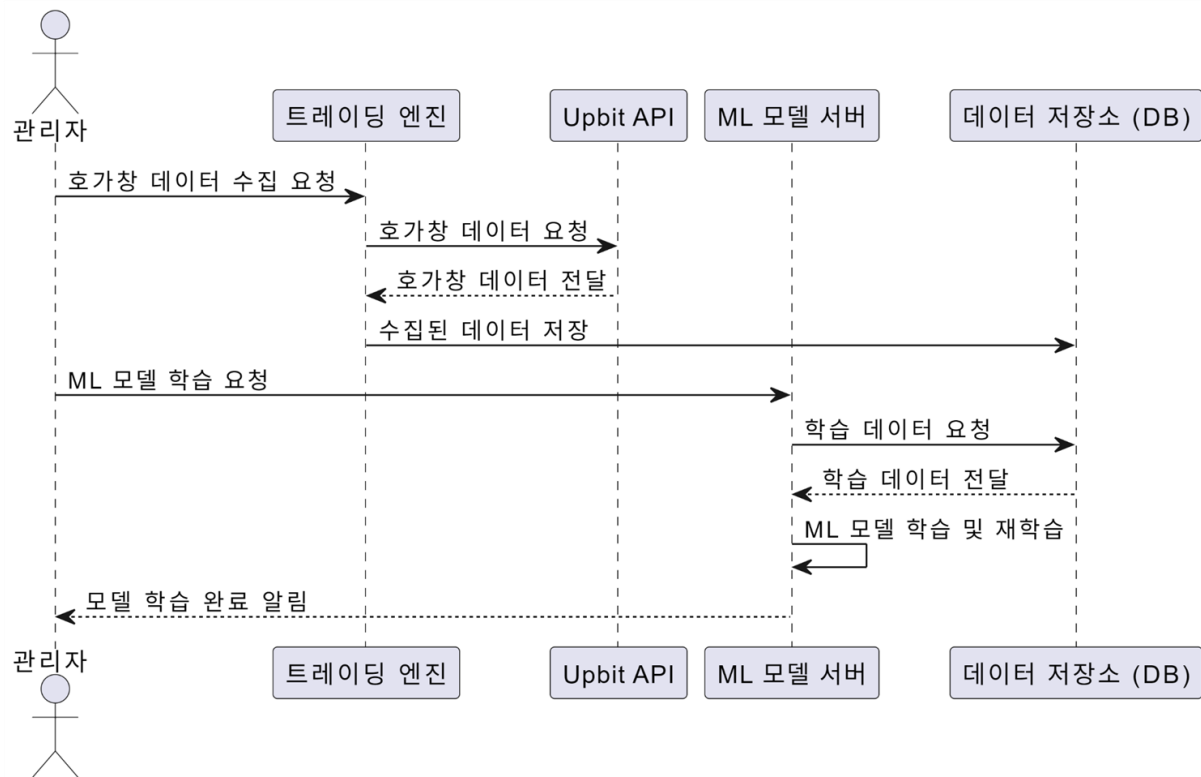 관리자
트레이딩 엔진
Upbit API
ML 모델 서버
데이터 저장소 (DB)
호가창 데이터 수집 요청
호가창 데이터 요청
호가창 데이터 전달
수집된 데이터 저장
ML 모델 학습 요청
학습 데이터 요청
학습 데이터 전달
ML 모델 학습 및 재학습
모델 학습 완료 알림
관리자
트레이딩 엔진
Upbit API
ML 모델 서버
데이터 저장소 (DB)